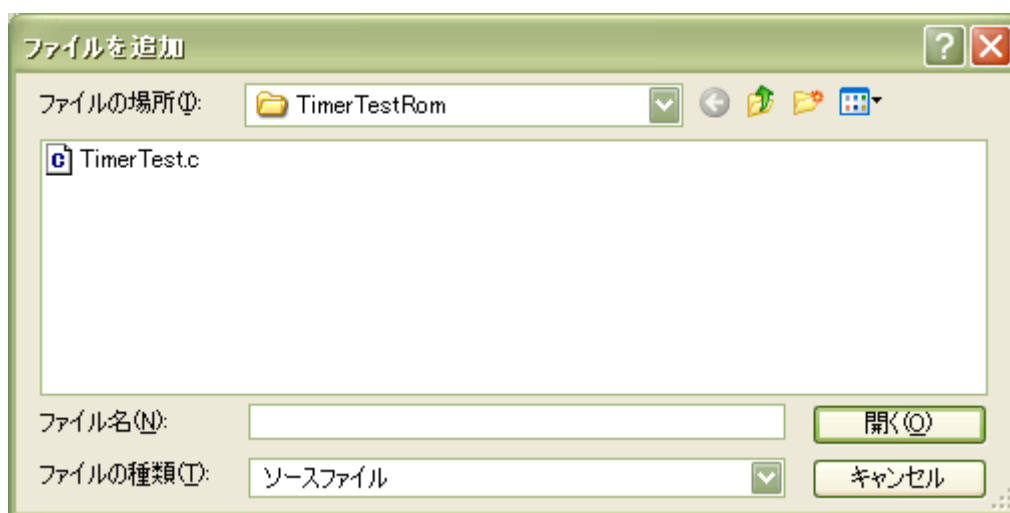 ファイルを追加
ファイルの場所(I): TimerTestRom
TimerTest.c
ファイル名(N): 開く(O)
ファイルの種類(T): ソースファイル キャンセル